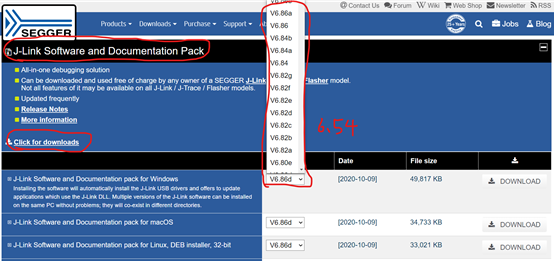 Contact Us Forum Wiki Web Shop Newsletter RSS
SEGGER
Products Downloads Purchase Support A
Jobs Blog
V6.86a
V6.86
V6.84b
V6.84a
V6.84
V6.82g
V6.82f
V6.82e
V6.82d
V6.82c
V6.82b
V6.82a
V6.82
V6.80e
6.54
J-Link Software and Documentation Pack
All-in-one debugging solution
Can be downloaded and used free of charge by any owner of a SEGGER J-Link Flasher model.
Not all features of it may be available on all J-Link / J-Trace / Flasher models.
Updated frequently
Release Notes
More information
Click for downloads
Date File size
J-Link Software and Documentation pack for Windows V6.86d [2020-10-09] 49,817 KB DOWNLOAD
Installing the software will automatically install the J-Link USB drivers and offers to update
applications which use the J-Link DLL. Multiple versions of the J-Link software can be installed
on the same PC without problems; they will co-exist in different directories.
J-Link Software and Documentation pack for macOS V6.86d [2020-10-09] 34,733 KB DOWNLOAD
J-Link Software and Documentation pack for Linux, DEB installer, 32-bit V6.86d [2020-10-09] 33,021 KB DOWNLOAD